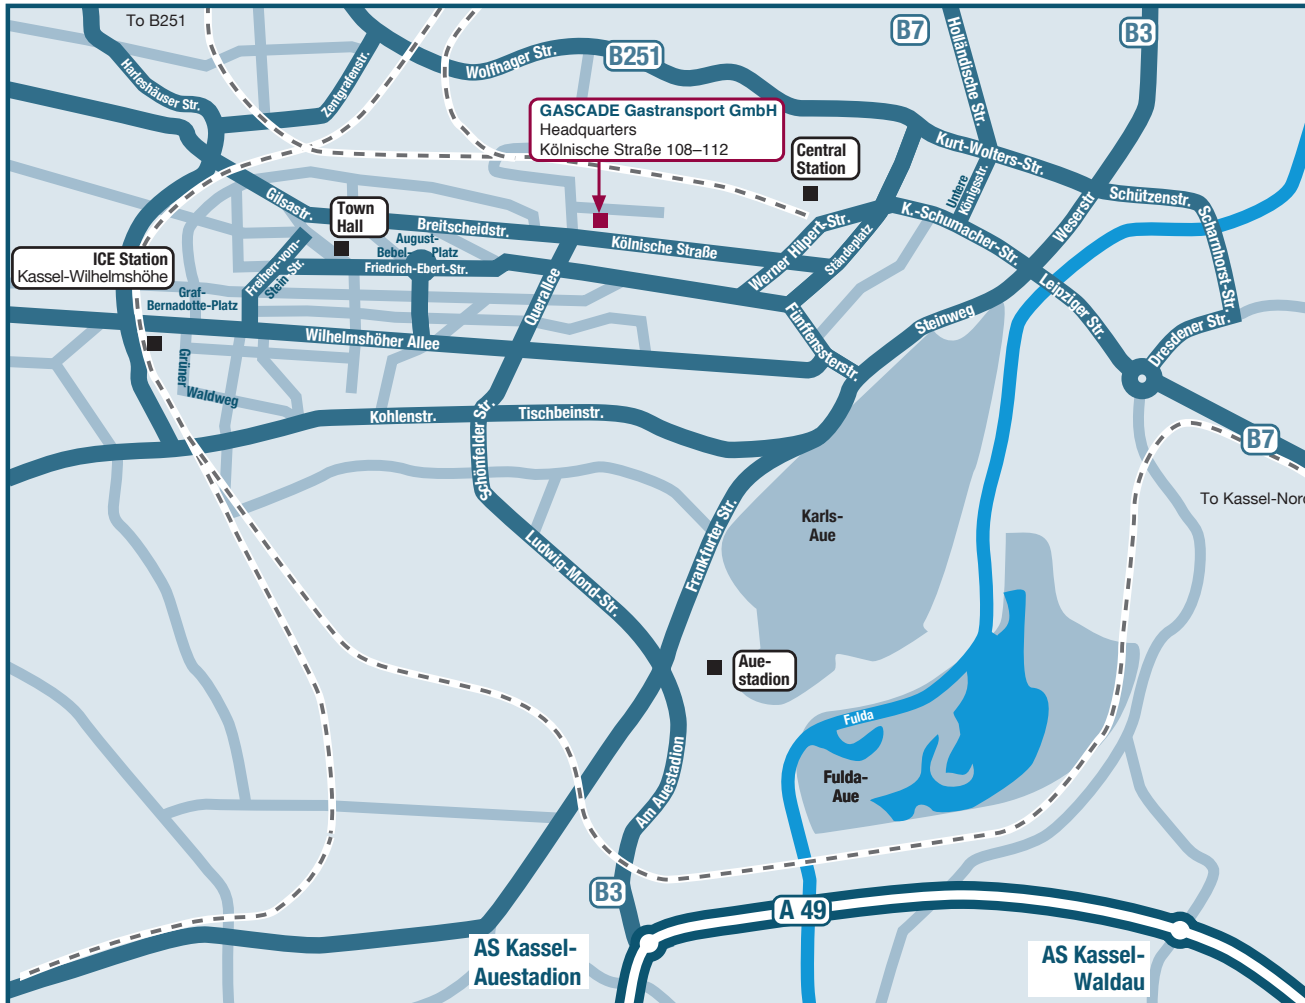 To B251
B7
B3
Holländische Str.
Wolfhager Str.
B251
Harleshäuser Str.
Zentgrafenstr.
GASCADE Gastransport GmbH
Headquarters
Kölnische Straße 108–112
Central
Station
Kurt-Wolters-Str.
Untere
Königsstr.
Schützenstr.
Scharnhorst-Str.
Weserstr.
Gilsastr.
Town
Hall
Breitscheidstr.
Kölnische Straße
August-
Bebel-Platz
Werner Hilpert-Str.
Ständeplatz
K.-Schumacher-Str.
ICE Station
Kassel-Wilhelmshöhe
Freiherr-vom-
Stein-Str.
Friedrich-Ebert-Str.
Graf-
Bernadotte-Platz
Querallee
Fünffenssterstr.
Steinweg
Leipziger Str.
Dresdener Str.
Wilhelmshöher Allee
Grüner
Waldweg
Kohlenstr.
Schönfelder Str.
Tischbeinstr.
B7
To Kassel-Nord
Karls-
Aue
Frankfurter Str.
Ludwig-Mond-Str.
Aue-
stadion
Fulda
Am Auestadion
Fulda-
Aue
B3
A 49
AS Kassel-
Auestadion
AS Kassel-
Waldau